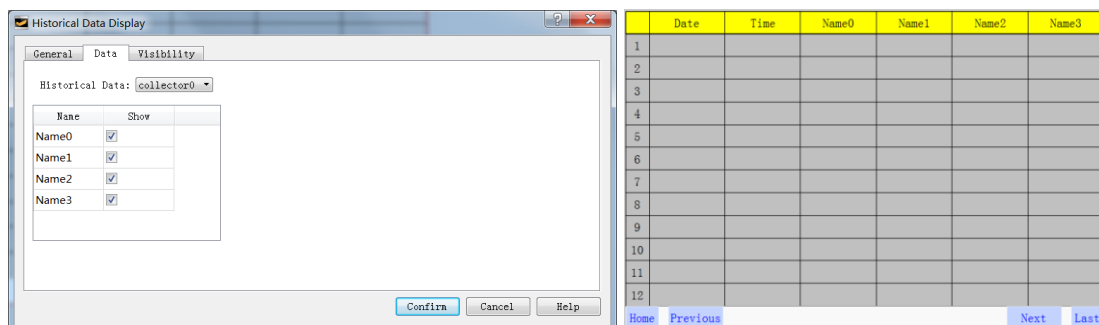 Historical Data Display
General Data Visibility
Historical Data: collector0
Name Show
Name0
Name1
Name2
Name3
Confirm Cancel Help
Date Time Name0 Name1 Name2 Name3
1
2
3
4
5
6
7
8
9
10
11
12
Home Previous Next Last